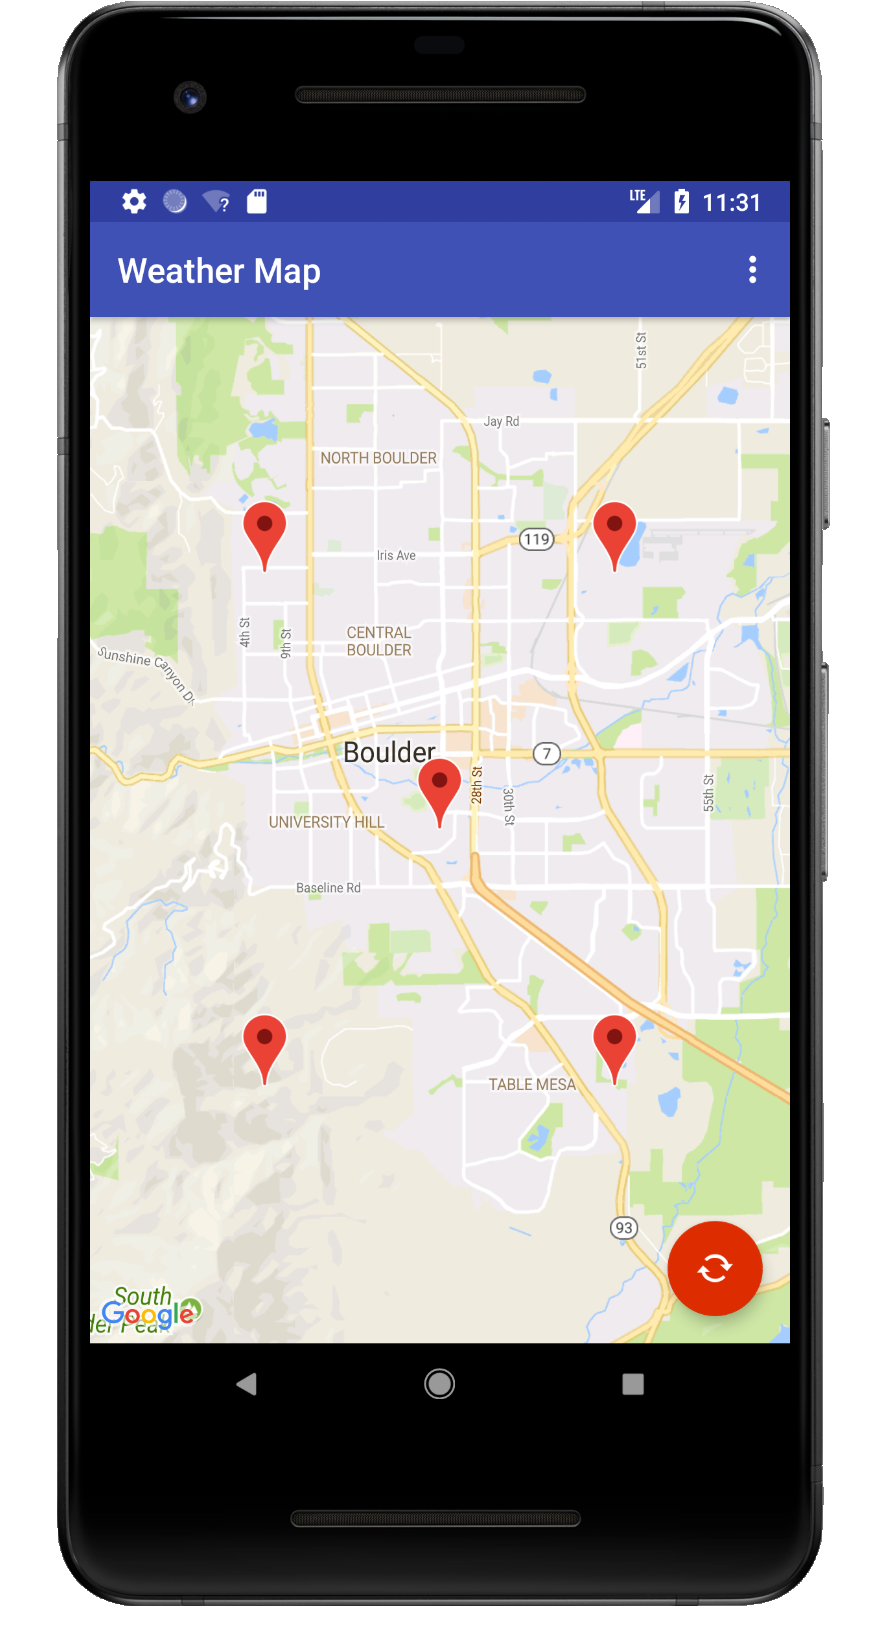 LTE
11:31
Weather Map
51st St
Jay Rd
NORTH BOULDER
119
Iris Ave
4th St
9th St
CENTRAL
BOULDER
Sunshine Canyon Dr
Boulder
7
28th St
30th St
55th St
UNIVERSITY HILL
Baseline Rd
TABLE MESA
93
South
Google